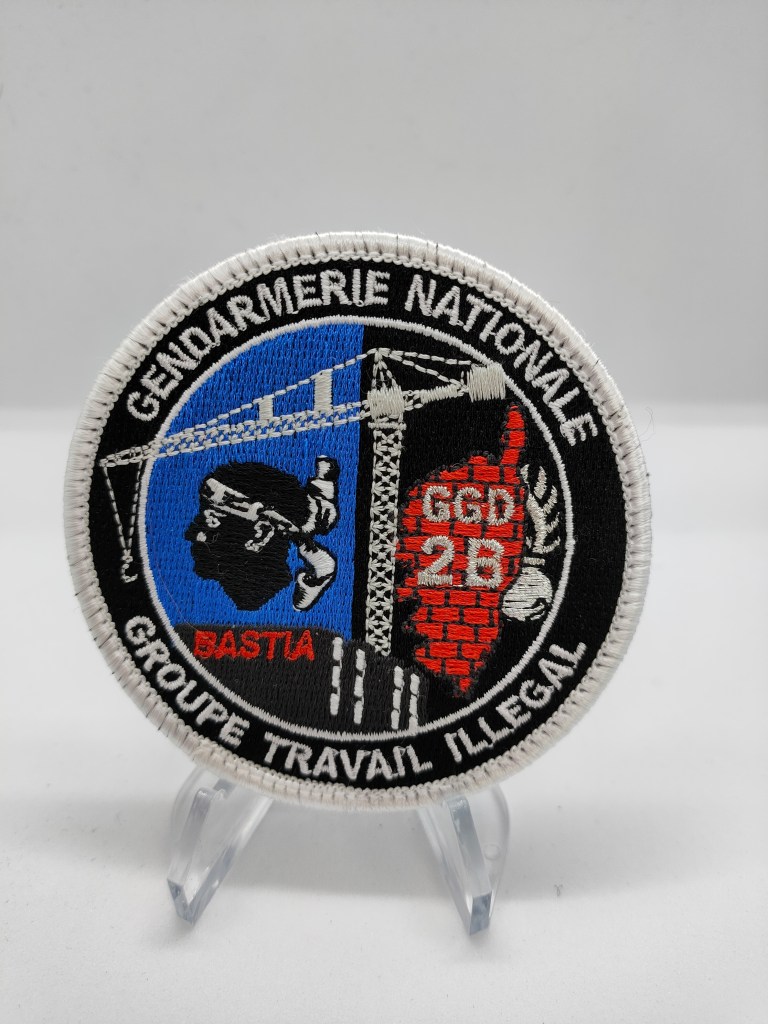 GENDARMERIE NATIONALE
GGD
2B
BASTIA
GROUPE TRAVAIL ILLEGAL